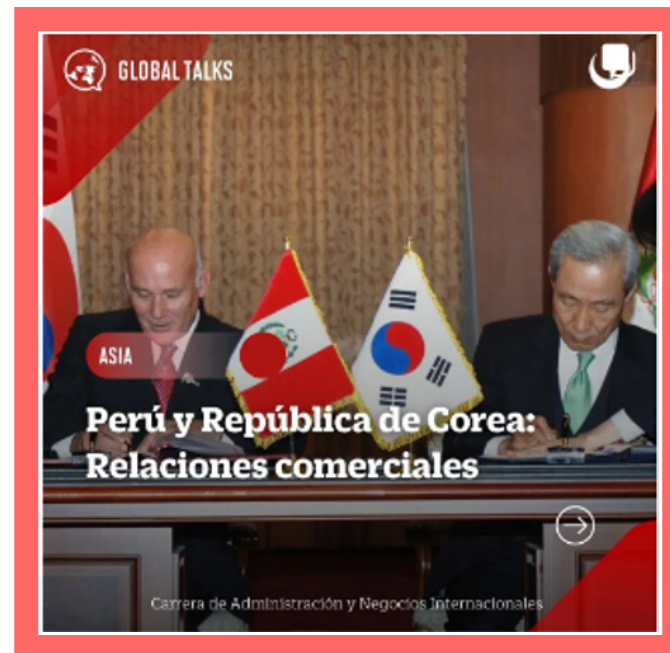 GLOBAL TALKS
ASIA
Perú y República de Corea:
Relaciones comerciales
Carrera de Administración y Negocios Internacionales